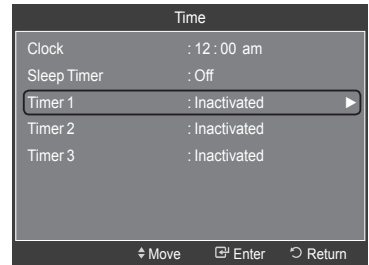 Time
Clock : 12 : 00 am
Sleep Timer : Off
Timer 1 : Inactivated ▶
Timer 2 : Inactivated
Timer 3 : Inactivated
Move Enter Return